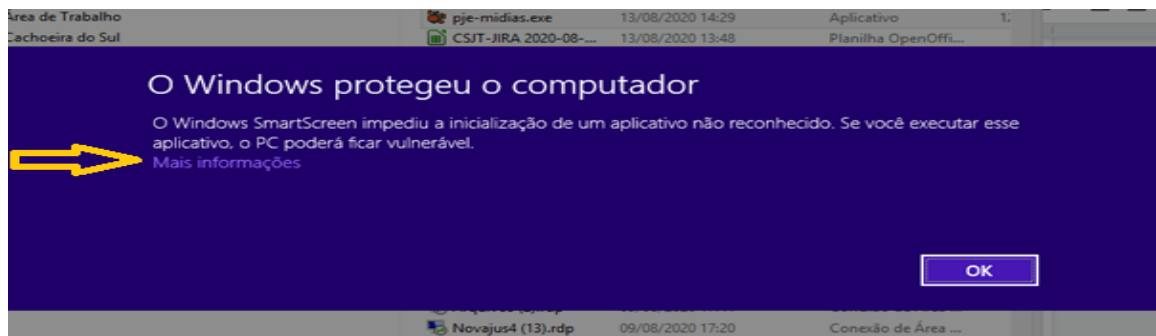 Área de Trabalho
pje-midias.exe 13/08/2020 14:29 Aplicativo
Cachoeira do Sul
CSJT-JIRA 2020-08-... 13/08/2020 13:48 Planilha OpenOffi...
O Windows protegeu o computador
O Windows SmartScreen impediu a inicialização de um aplicativo não reconhecido. Se você executar esse
aplicativo, o PC poderá ficar vulnerável.
Mais informações
OK
Novajus4 (13).rdp 09/08/2020 17:20 Conexão de Área ...